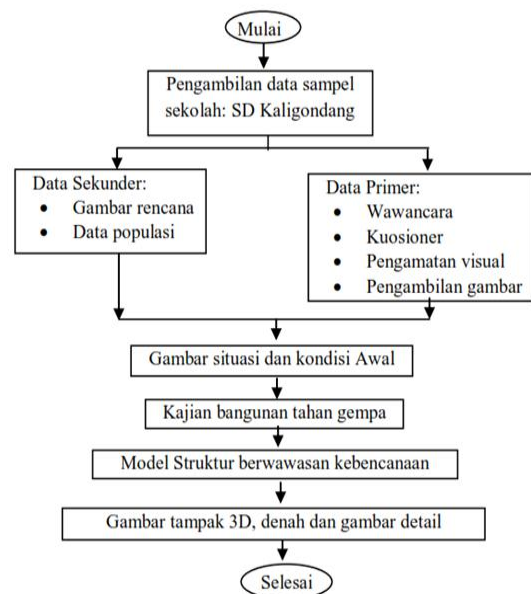 Mulai
Pengambilan data sampel
sekolah: SD Kaligondang
Data Sekunder:
• Gambar rencana
• Data populasi
Data Primer:
• Wawancara
• Kuosioner
• Pengamatan visual
• Pengambilan gambar
Gambar situasi dan kondisi Awal
Kajian bangunan tahan gempa
Model Struktur berwawasan kebencanaan
Gambar tampak 3D, denah dan gambar detail
Selesai